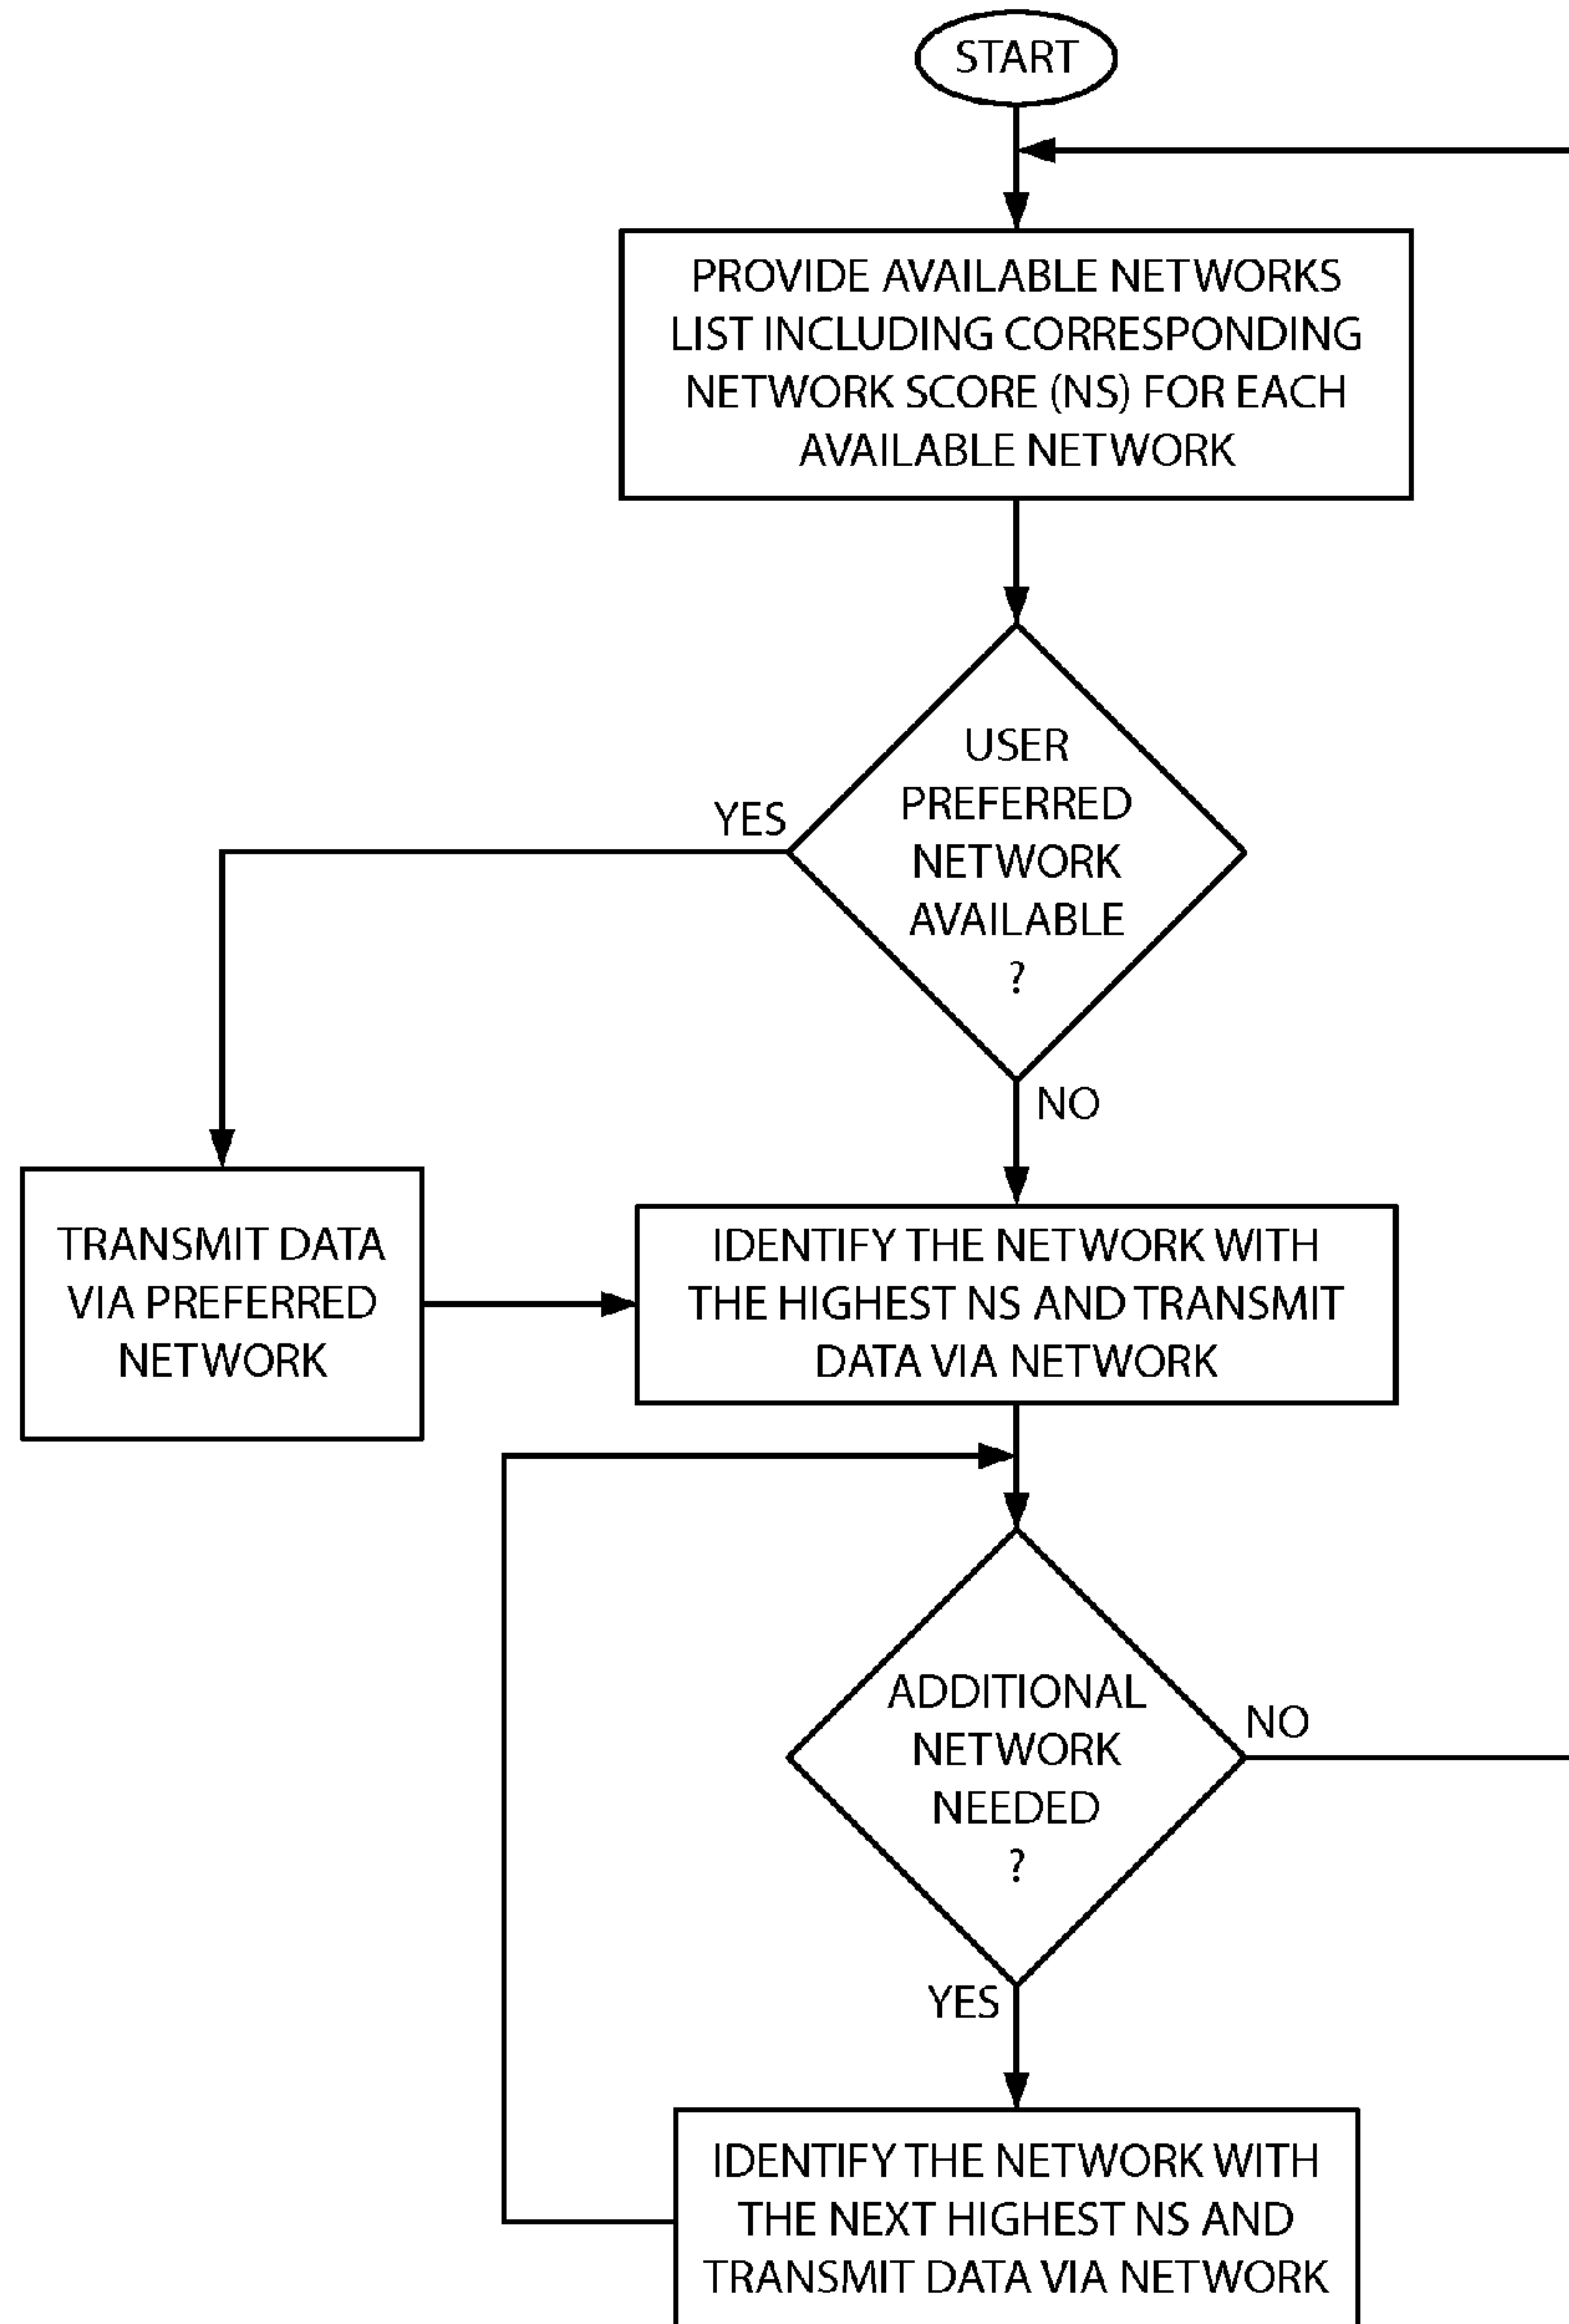 START
PROVIDE AVAILABLE NETWORKS
LIST INCLUDING CORRESPONDING
NETWORK SCORE (NS) FOR EACH
AVAILABLE NETWORK
USER
PREFERRED
NETWORK
AVAILABLE
?
YES
NO
TRANSMIT DATA
VIA PREFERRED
NETWORK
IDENTIFY THE NETWORK WITH
THE HIGHEST NS AND TRANSMIT
DATA VIA NETWORK
ADDITIONAL
NETWORK
NEEDED
?
NO
YES
IDENTIFY THE NETWORK WITH
THE NEXT HIGHEST NS AND
TRANSMIT DATA VIA NETWORK